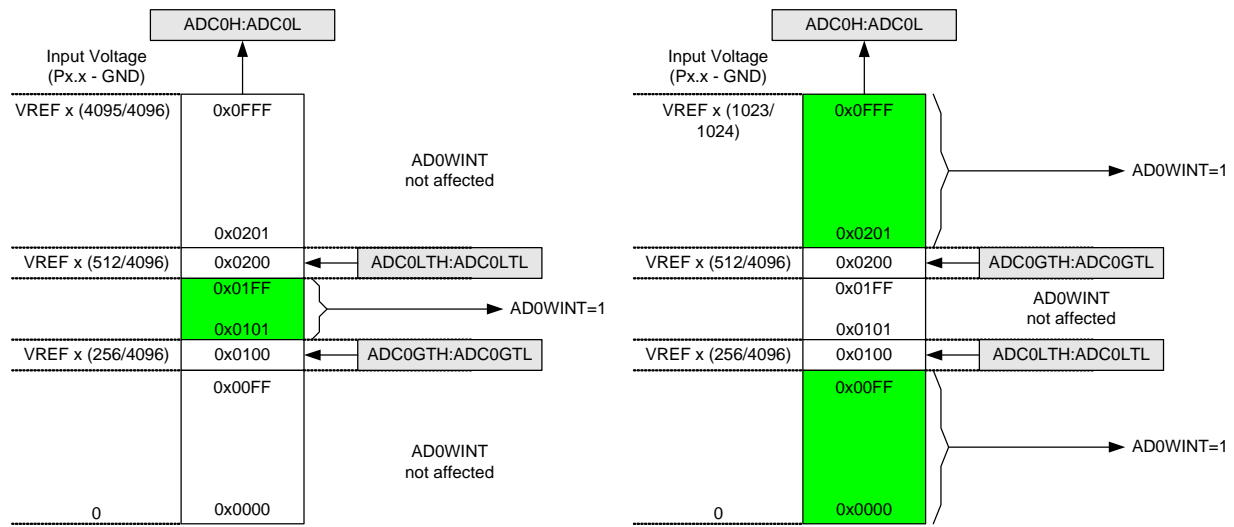 ADC0H:ADC0L
Input Voltage
(Px.x - GND)
VREF x (4095/4096)
0x0FFF
AD0WINT
not affected
0x0201
VREF x (512/4096)
0x0200
ADC0LTH:ADC0LTL
0x01FF
AD0WINT=1
0x0101
VREF x (256/4096)
0x0100
ADC0GTH:ADC0GTL
0x00FF
AD0WINT
not affected
0
0x0000
ADC0H:ADC0L
Input Voltage
(Px.x - GND)
VREF x (1023/
1024)
0x0FFF
AD0WINT=1
0x0201
VREF x (512/4096)
0x0200
ADC0GTH:ADC0GTL
0x01FF
AD0WINT
not affected
0x0101
VREF x (256/4096)
0x0100
ADC0LTH:ADC0LTL
0x00FF
AD0WINT=1
0
0x0000